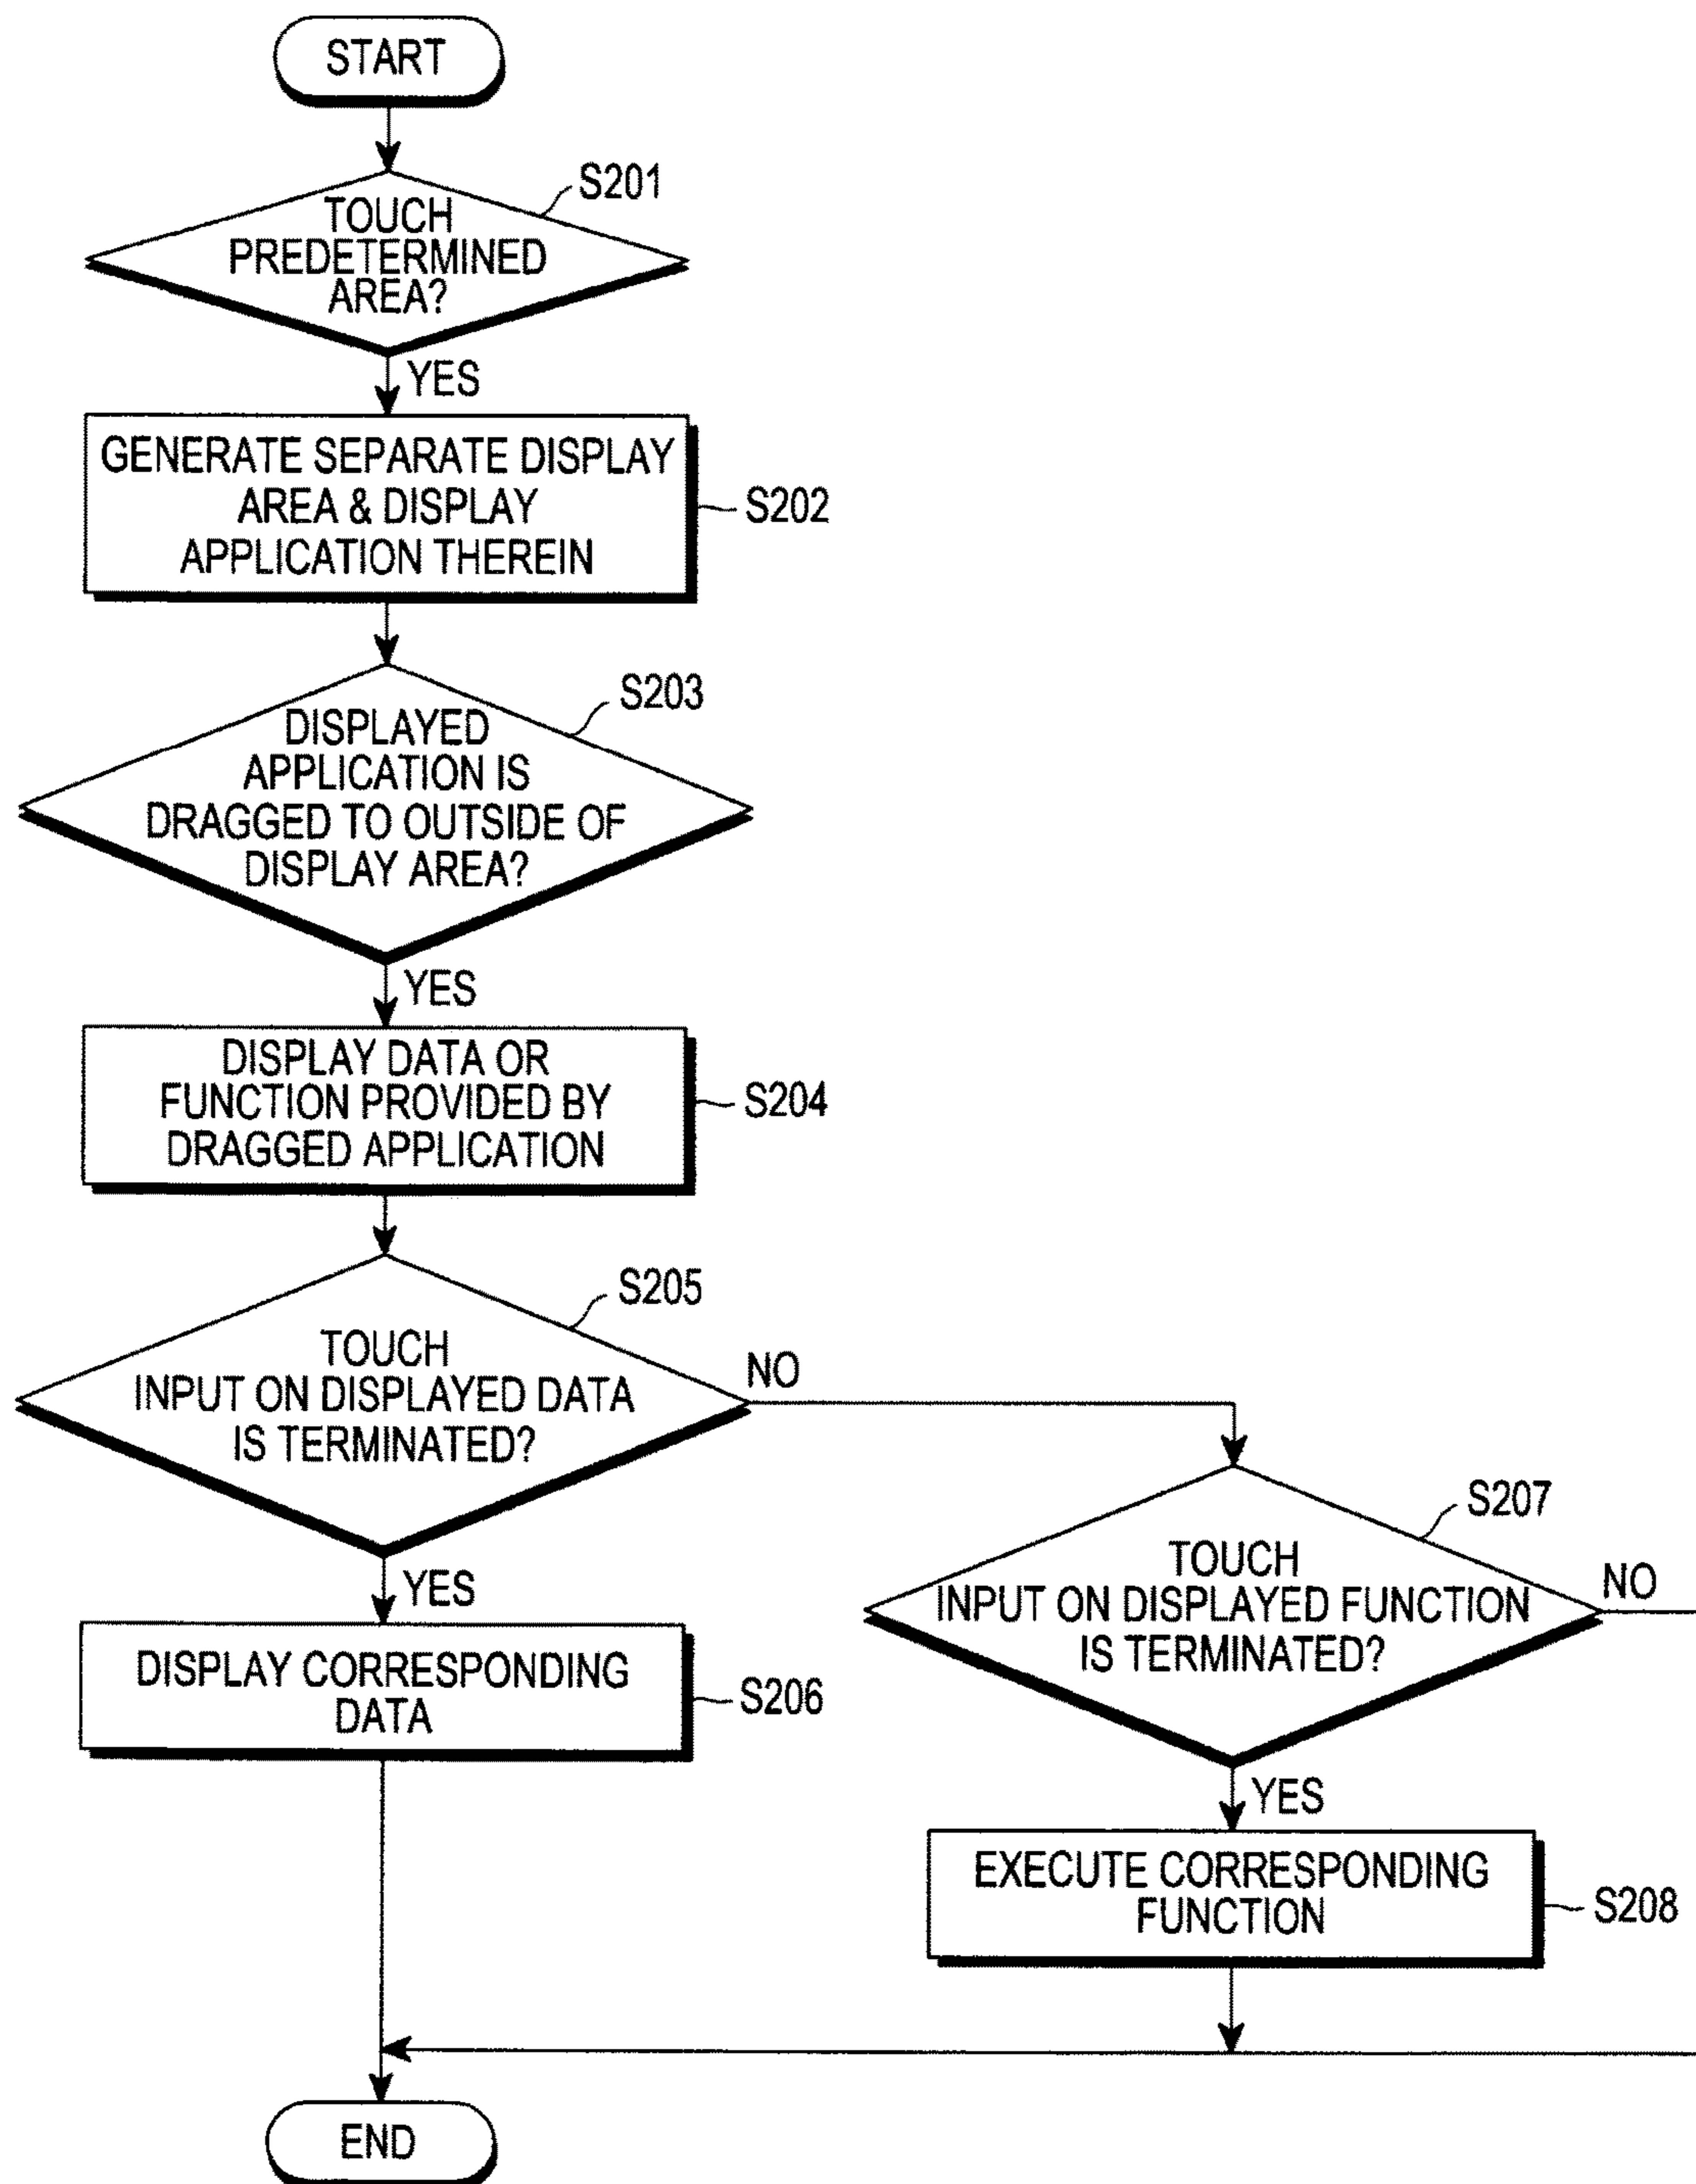 START
S201
TOUCH
PREDETERMINED
AREA?
YES
GENERATE SEPARATE DISPLAY
AREA & DISPLAY
APPLICATION THEREIN
S202
S203
DISPLAYED
APPLICATION IS
DRAGGED TO OUTSIDE OF
DISPLAY AREA?
YES
DISPLAY DATA OR
FUNCTION PROVIDED BY
DRAGGED APPLICATION
S204
S205
TOUCH
INPUT ON DISPLAYED DATA
IS TERMINATED?
NO
YES
DISPLAY CORRESPONDING
DATA
S206
S207
TOUCH
INPUT ON DISPLAYED FUNCTION
IS TERMINATED?
NO
YES
EXECUTE CORRESPONDING
FUNCTION
S208
END